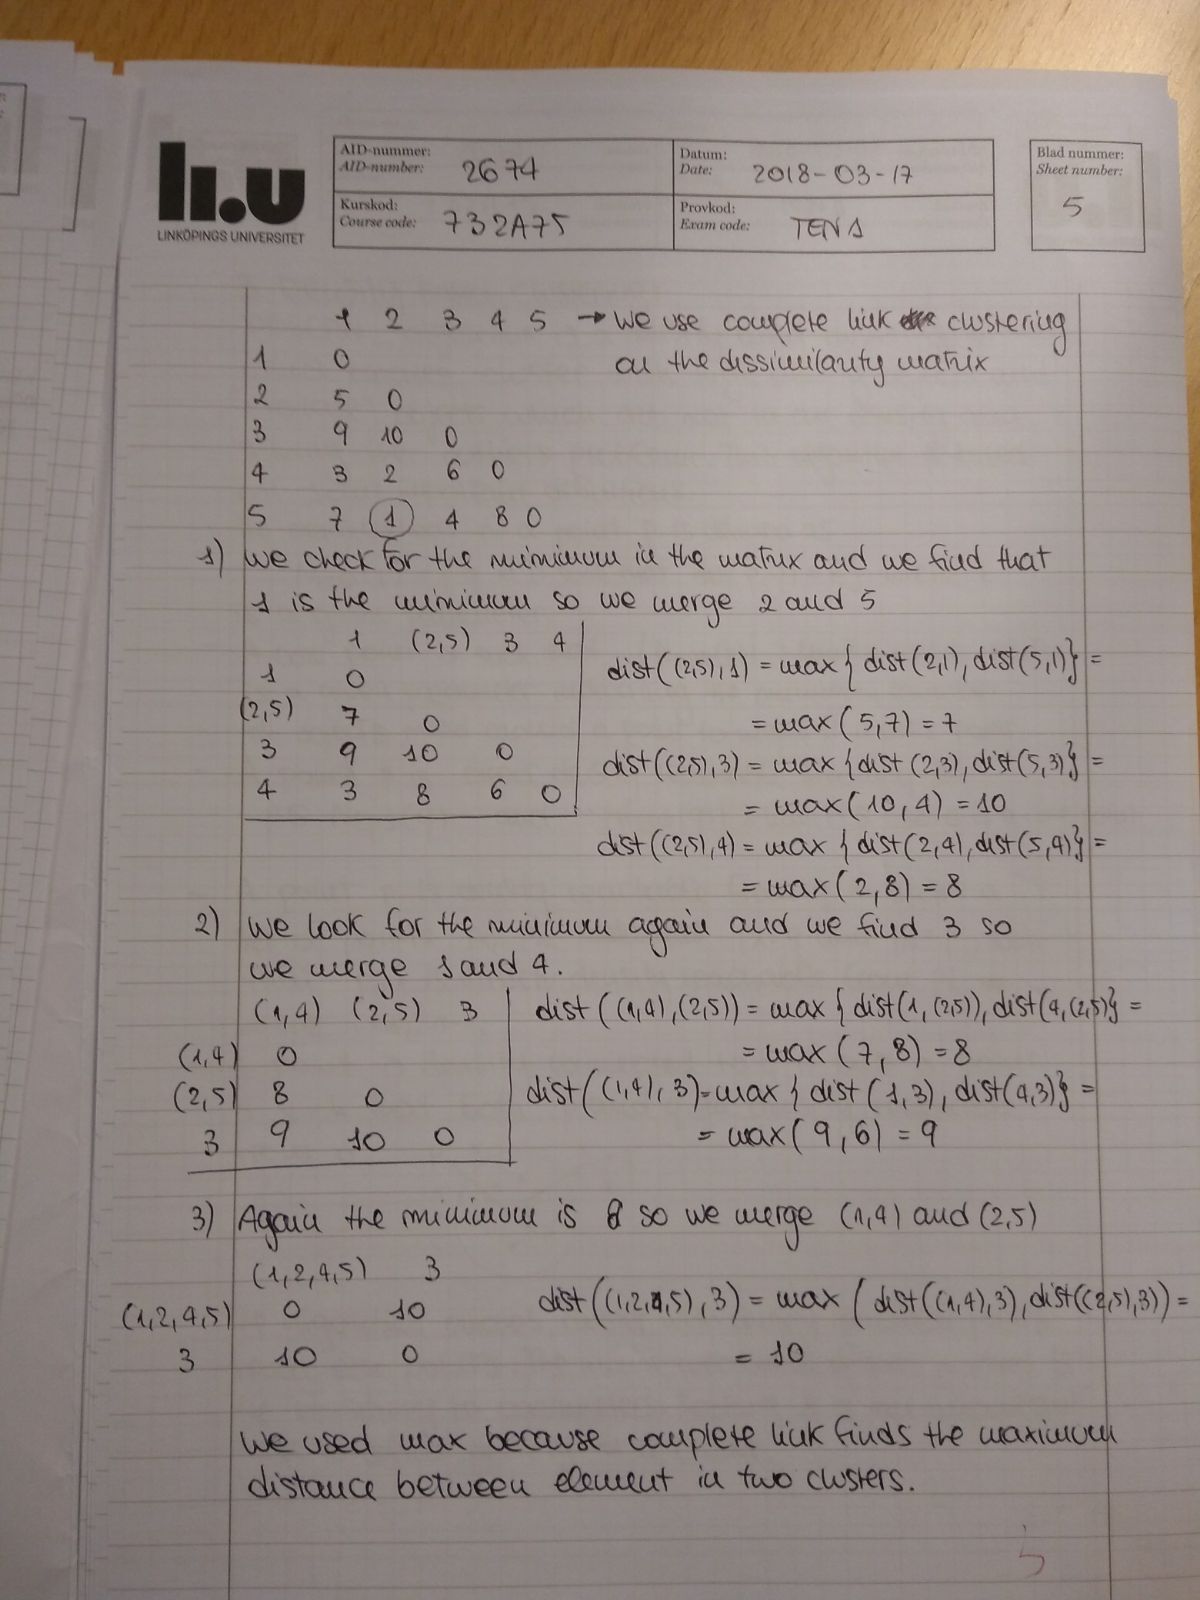 li.u
LINKÖPINGS UNIVERSITET
AID-nummer:
AID-number: 2674
Datum:
Date: 2018-03-17
Blad nummer:
Sheet number:
5
Kurskod:
Course code: 732A75
Provkod:
Exam code: TEN1
1 2 3 4 5 → We use complete link clustering
1 0 on the dissimilarity matrix
2 5 0
3 9 10 0
4 3 2 6 0
5 7 1 4 8 0
1) We check for the minimum in the matrix and we find that
1 is the minimum so we merge 2 and 5
1 (2,5) 3 4
1 0
(2,5) 7 0
3 9 10 0
4 3 8 6 0
dist((2,5),1) = max{dist(2,1), dist(5,1)} =
= max(5,7) = 7
dist((2,5),3) = max{dist(2,3), dist(5,3)} =
= max(10,4) = 10
dist((2,5),4) = max{dist(2,4), dist(5,4)} =
= max(2,8) = 8
2) We look for the minimum again and we find 3 so
we merge 1 and 4.
(1,4) (2,5) 3
(1,4) 0
(2,5) 8 0
3 9 10 0
dist((1,4),(2,5)) = max{dist(1,(2,5)), dist(4,(2,5)} =
= max(7,8) = 8
dist((1,4),3) = max{dist(1,3), dist(4,3)} =
= max(9,6) = 9
3) Again the minimum is 8 so we merge (1,4) and (2,5)
(1,2,4,5) 3
(1,2,4,5) 0 10
3 10 0
dist((1,2,4,5),3) = max(dist((1,4),3), dist((2,5),3)) =
= 10
We used max because complete link finds the maximum
distance between element in two clusters.
5